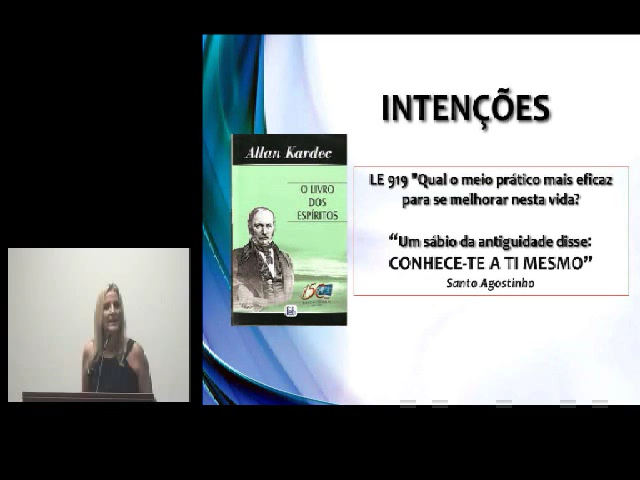 INTENÇÕES
Allan Kardec
O LIVRO
DOS
ESPÍRITOS
LE 919 "Qual o meio prático mais eficaz
para se melhorar nesta vida?
“Um sábio da antiguidade disse:
CONHECE-TE A TI MESMO”
Santo Agostinho